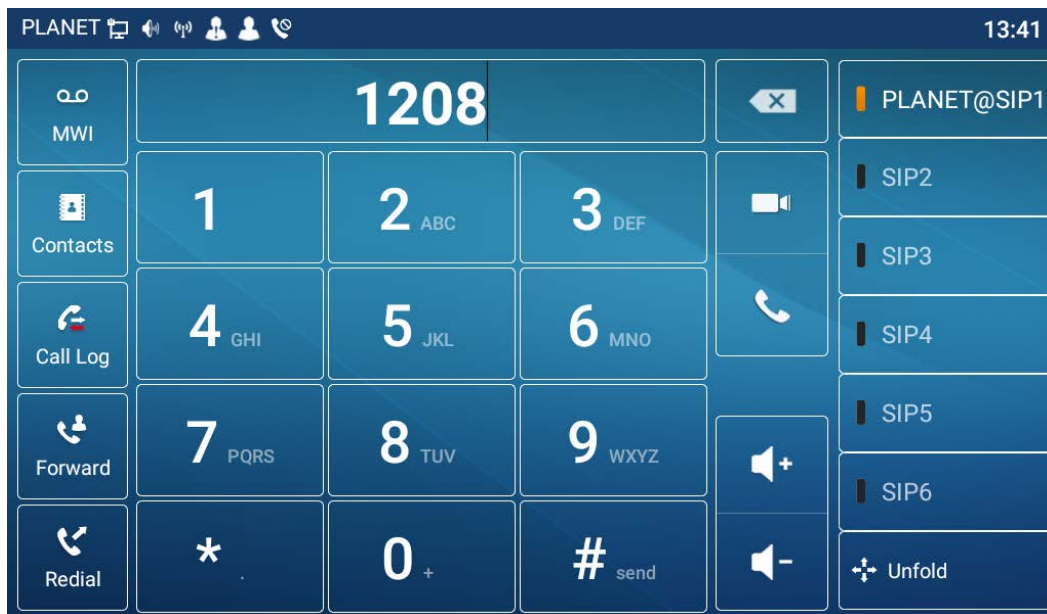 PLANET 13:41
MWI
Contacts
Call Log
Forward
Redial
1208
1
2 ABC
3 DEF
4 GHI
5 JKL
6 MNO
7 PQRS
8 TUV
9 WXYZ
* .
0 +
# send
+
-
PLANET@SIP1
SIP2
SIP3
SIP4
SIP5
SIP6
Unfold